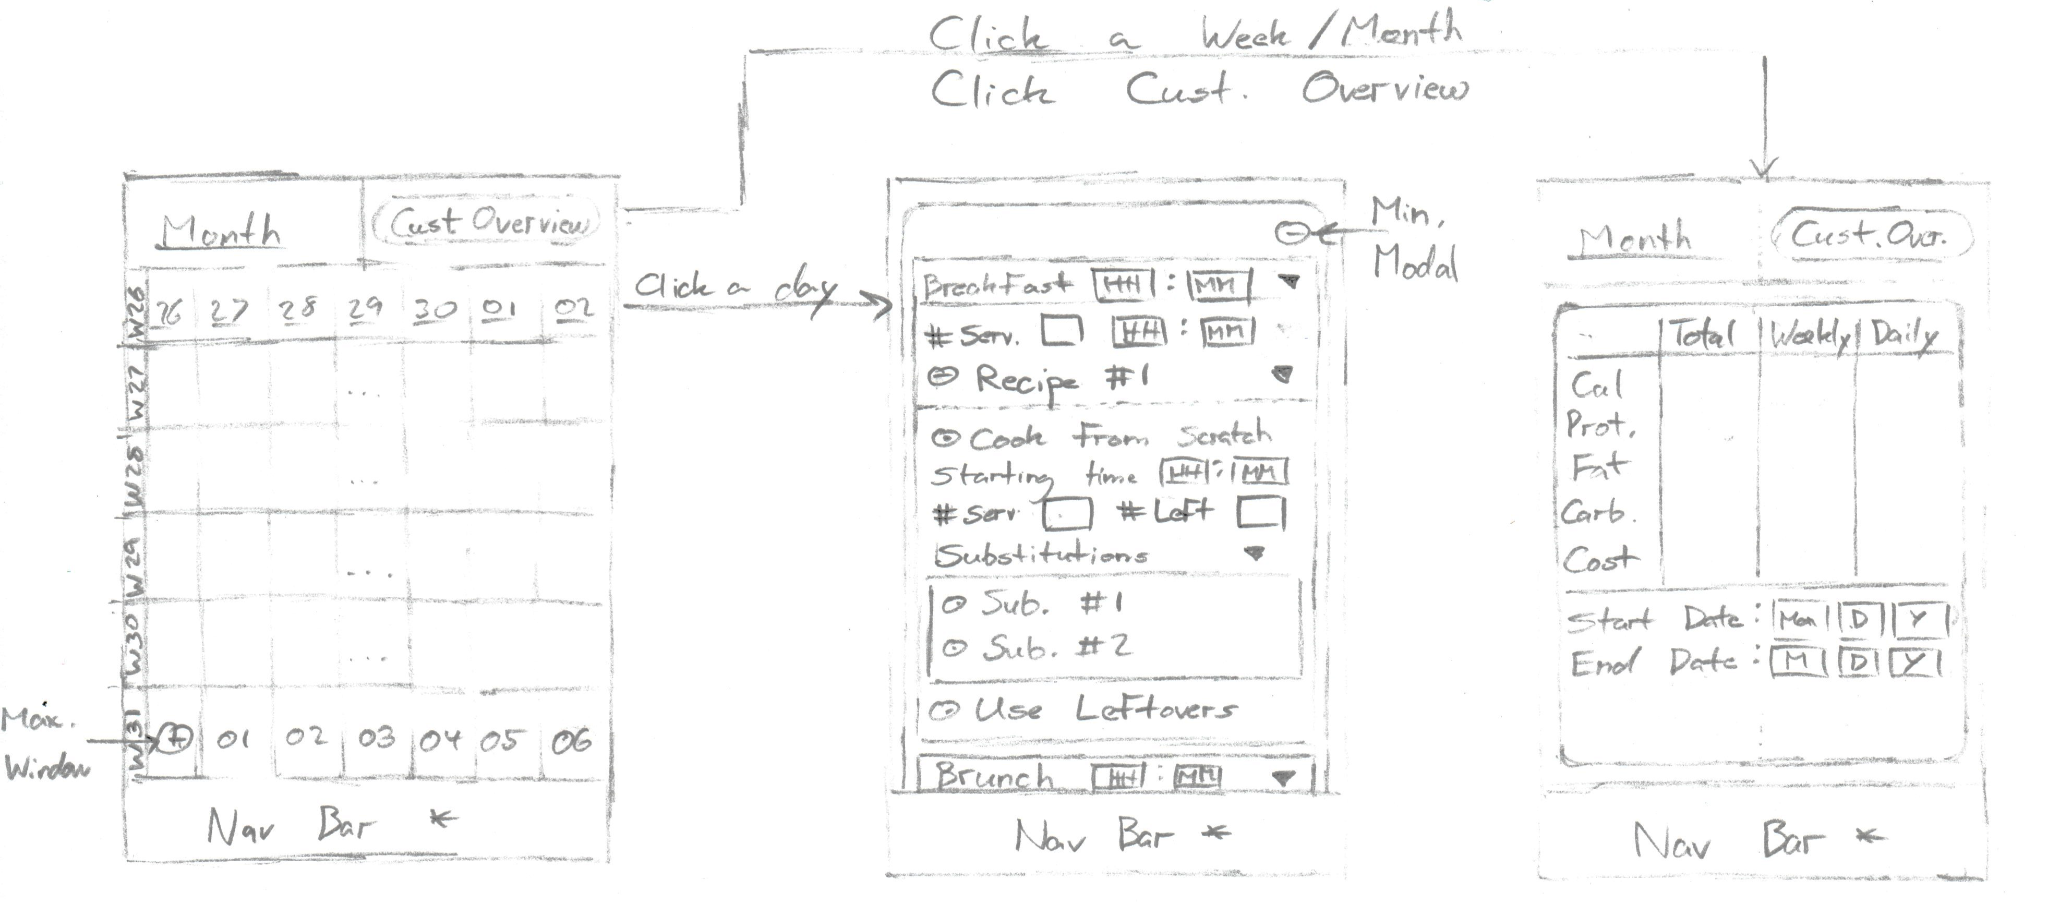 Click a Week / Month
Click Cust. Overview
Month
Cust Overview
W26
26 27 28 29 30 01 02
W27
...
W28
...
W29
...
W30
...
W31
+ 01 02 03 04 05 06
Max.
Window
Nav Bar *
Click a day
Min.
Modal
Breakfast HH : MM
# Serv. HH : MM
Recipe #1
Cook From Scratch
Starting time HH : MM
# Serv # Left
Substitutions
Sub. #1
Sub. #2
Use Leftovers
Brunch HH : MM
Nav Bar *
Month
Cust. Over.
Total Weekly Daily
Cal
Prot.
Fat
Carb.
Cost
Start Date : Mon D Y
End Date : M D Y
Nav Bar *